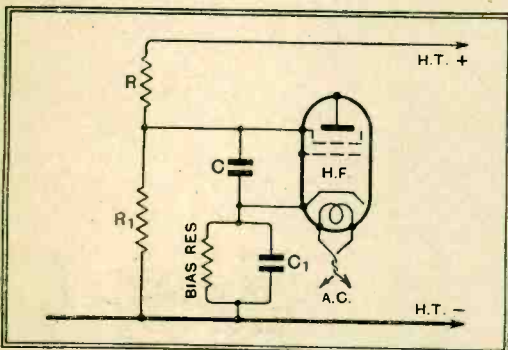 H.T. +
R
H.F.
C
R1
BIAS RES
C1
A.C.
H.T. -